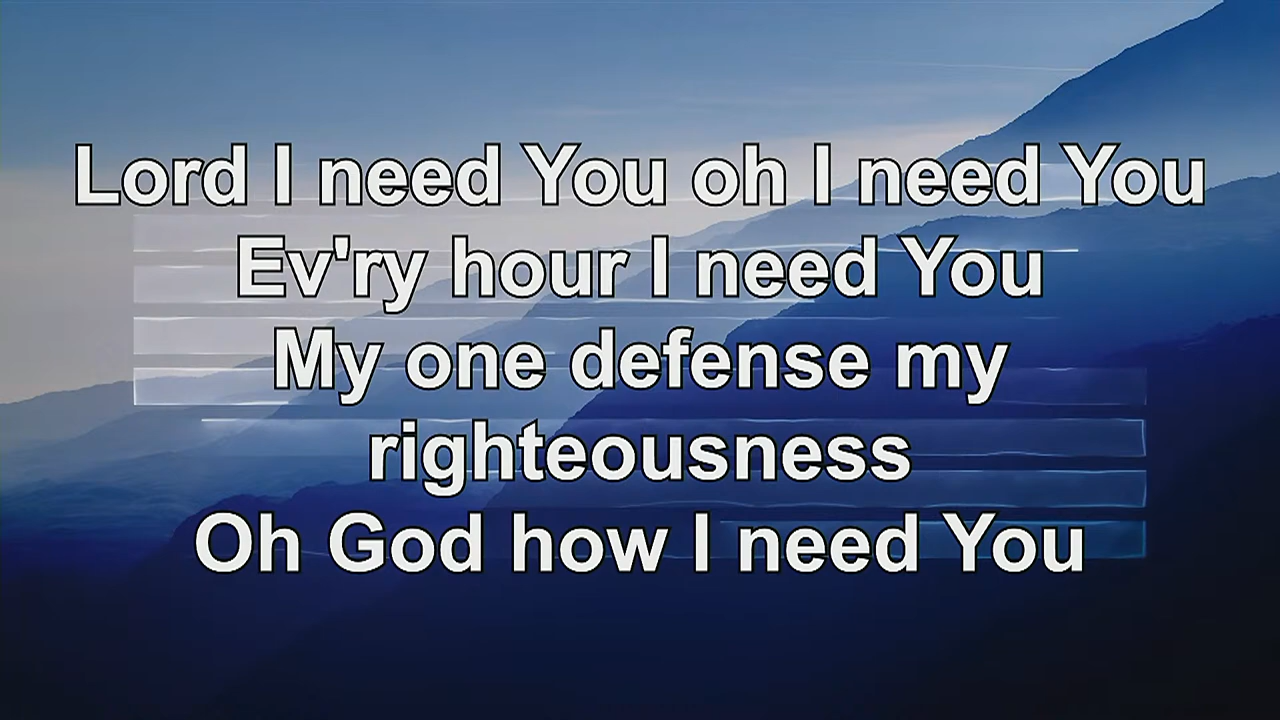 Lord I need You oh I need You
Ev'ry hour I need You
My one defense my
righteousness
Oh God how I need You